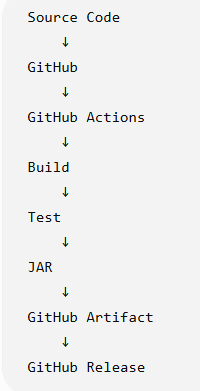 Source Code
↓
GitHub
↓
GitHub Actions
↓
Build
↓
Test
↓
JAR
↓
GitHub Artifact
↓
GitHub Release